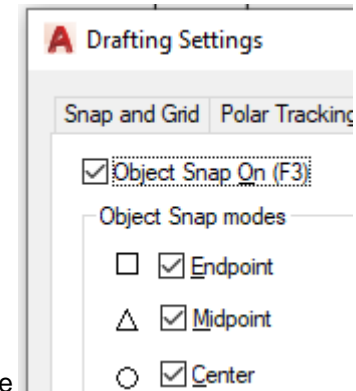 Drafting Settings
Snap and Grid Polar Tracking
Object Snap On (F3)
Object Snap modes
Endpoint
Midpoint
Center
e